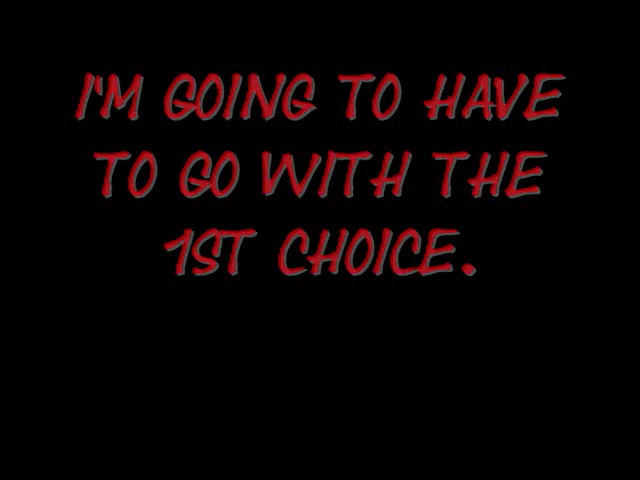 I'M GOING TO HAVE
TO GO WITH THE
1ST CHOICE.